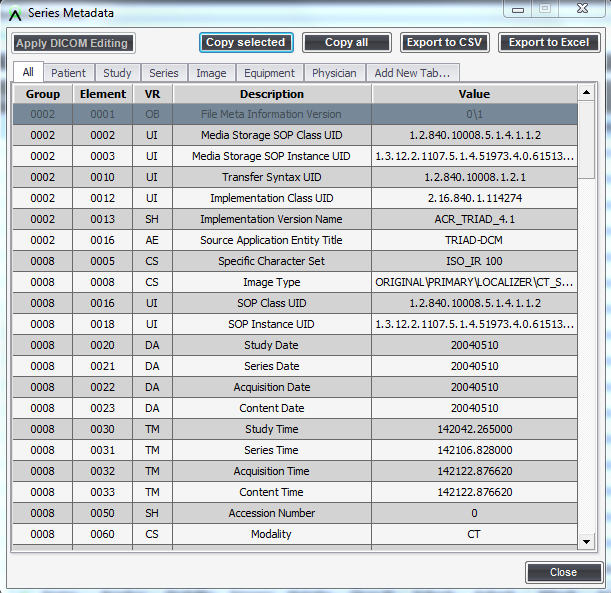 Series Metadata
Apply DICOM Editing Copy selected Copy all Export to CSV Export to Excel
All Patient Study Series Image Equipment Physician Add New Tab...
Group Element VR Description Value
0002 0001 OB File Meta Information Version 0\1
0002 0002 UI Media Storage SOP Class UID 1.2.840.10008.5.1.4.1.1.2
0002 0003 UI Media Storage SOP Instance UID 1.3.12.2.1107.5.1.4.51973.4.0.61513...
0002 0010 UI Transfer Syntax UID 1.2.840.10008.1.2.1
0002 0012 UI Implementation Class UID 2.16.840.1.114274
0002 0013 SH Implementation Version Name ACR_TRIAD_4.1
0002 0016 AE Source Application Entity Title TRIAD-DCM
0008 0005 CS Specific Character Set ISO_IR 100
0008 0008 CS Image Type ORIGINAL\PRIMARY\LOCALIZER\CT_S...
0008 0016 UI SOP Class UID 1.2.840.10008.5.1.4.1.1.2
0008 0018 UI SOP Instance UID 1.3.12.2.1107.5.1.4.51973.4.0.61513...
0008 0020 DA Study Date 20040510
0008 0021 DA Series Date 20040510
0008 0022 DA Acquisition Date 20040510
0008 0023 DA Content Date 20040510
0008 0030 TM Study Time 142042.265000
0008 0031 TM Series Time 142106.828000
0008 0032 TM Acquisition Time 142122.876620
0008 0033 TM Content Time 142122.876620
0008 0050 SH Accession Number 0
0008 0060 CS Modality CT
Close